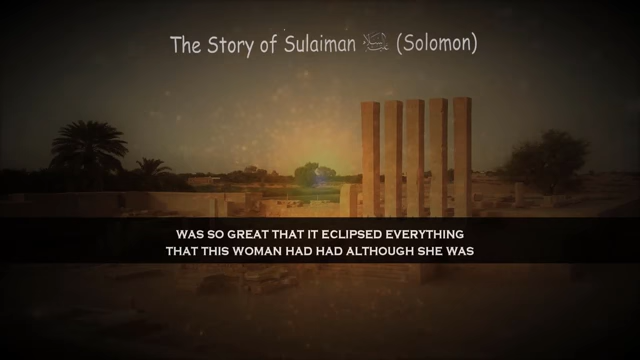 The Story of Sulaiman (Solomon)
WAS SO GREAT THAT IT ECLIPSED EVERYTHING
THAT THIS WOMAN HAD HAD ALTHOUGH SHE WAS